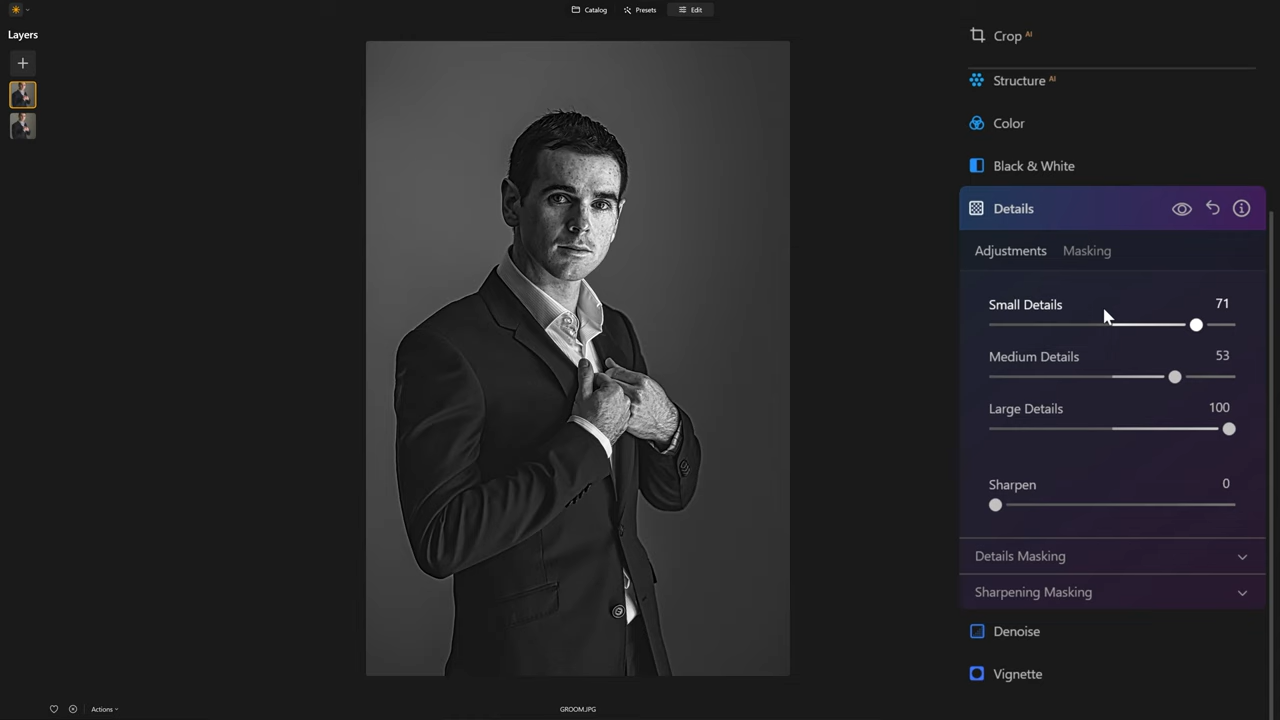 Catalog
Presets
Edit
Layers
Crop AI
Structure AI
Color
Black & White
Details
Adjustments Masking
Small Details 71
Medium Details 53
Large Details 100
Sharpen 0
Details Masking
Sharpening Masking
Denoise
Vignette
Actions
GROOM.JPG